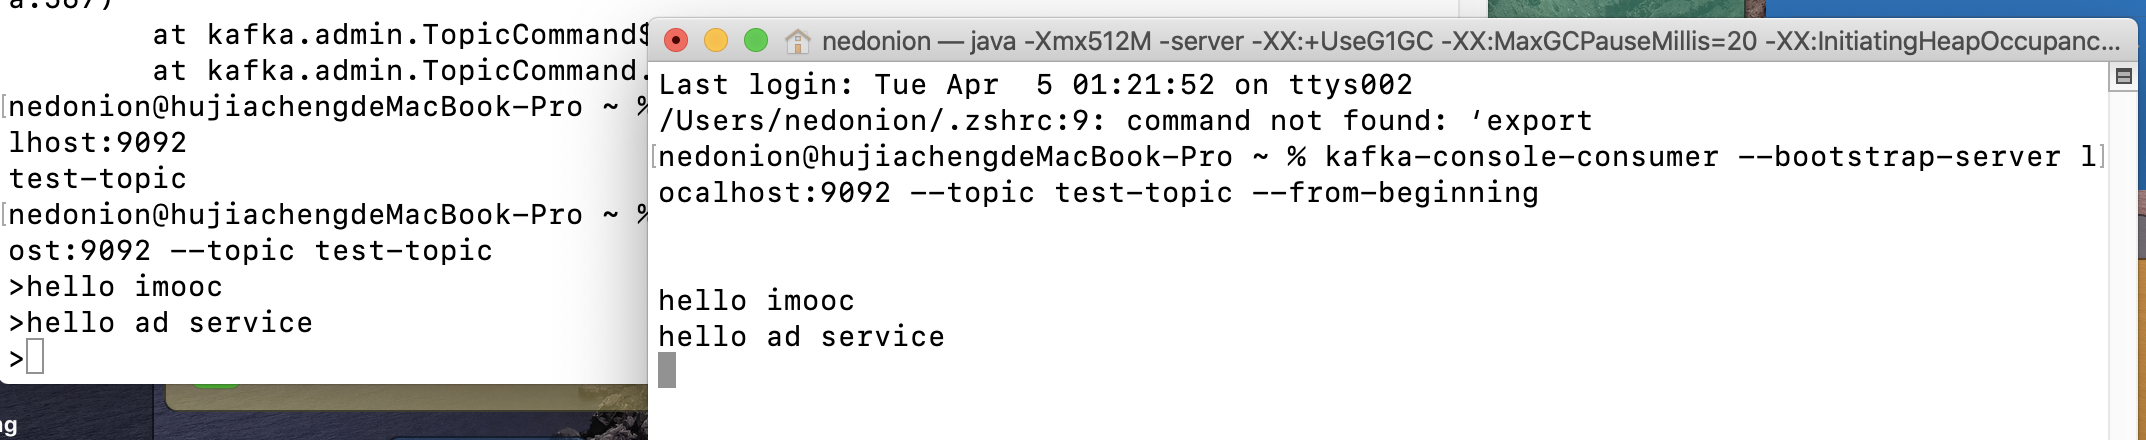 at kafka.admin.TopicCommand$
at kafka.admin.TopicCommand.
nedonion@hujiachengdeMacBook-Pro ~ %
lhost:9092
test-topic
nedonion@hujiachengdeMacBook-Pro ~ %
ost:9092 --topic test-topic
>hello imooc
>hello ad service
>
nedonion — java -Xmx512M -server -XX:+UseG1GC -XX:MaxGCPauseMillis=20 -XX:InitiatingHeapOccupanc...
Last login: Tue Apr  5 01:21:52 on ttys002
/Users/nedonion/.zshrc:9: command not found: ‘export
nedonion@hujiachengdeMacBook-Pro ~ % kafka-console-consumer --bootstrap-server l
ocalhost:9092 --topic test-topic --from-beginning
hello imooc
hello ad service